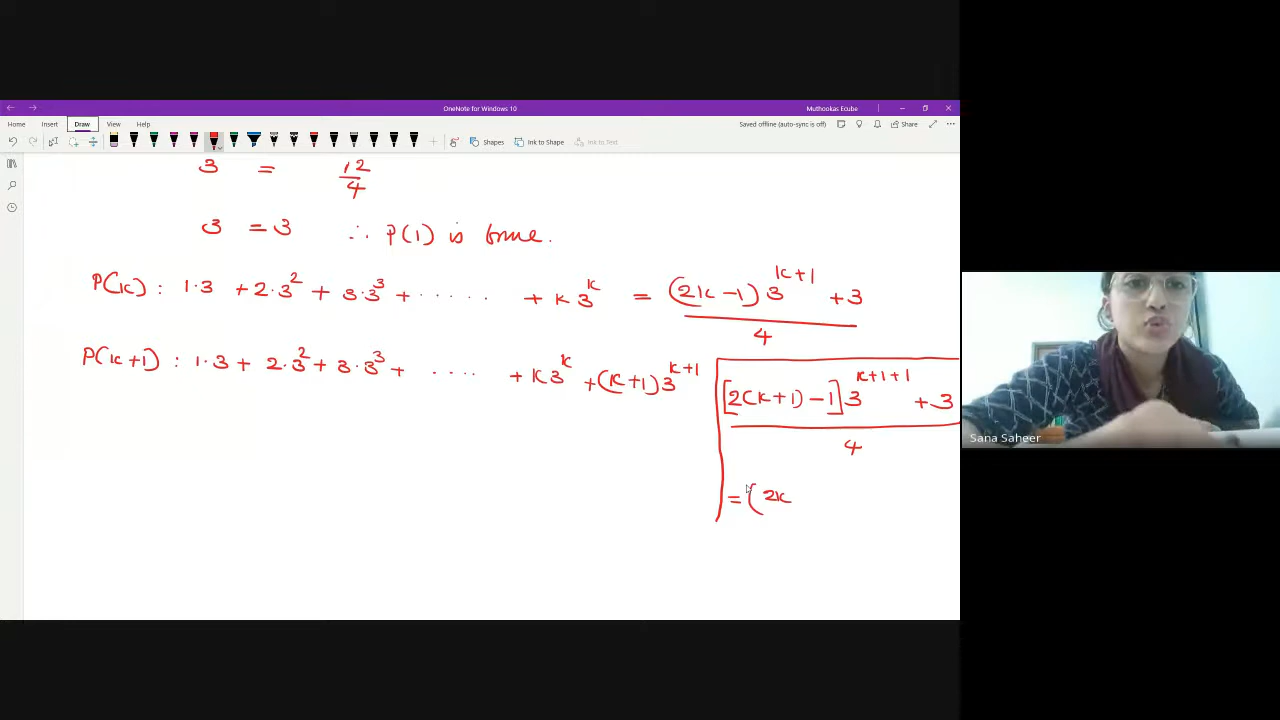 OneNote for Windows 10
Muthookas Ecube
Home Insert Draw View Help
Saved offline (auto-sync is off)
Share
Shapes Ink to Shape Ink to Text
3 = 12/4
3 = 3 ∴ P(1) is true.
P(k) : 1·3 + 2·3² + 3·3³ + ...... + k3^k = (2k-1)3^(k+1) + 3 / 4
P(k+1) : 1·3 + 2·3² + 3·3³ + .... + k3^k + (k+1)3^(k+1)
[2(k+1)-1]3^(k+1+1) + 3 / 4
= (2k
Sana Saheer